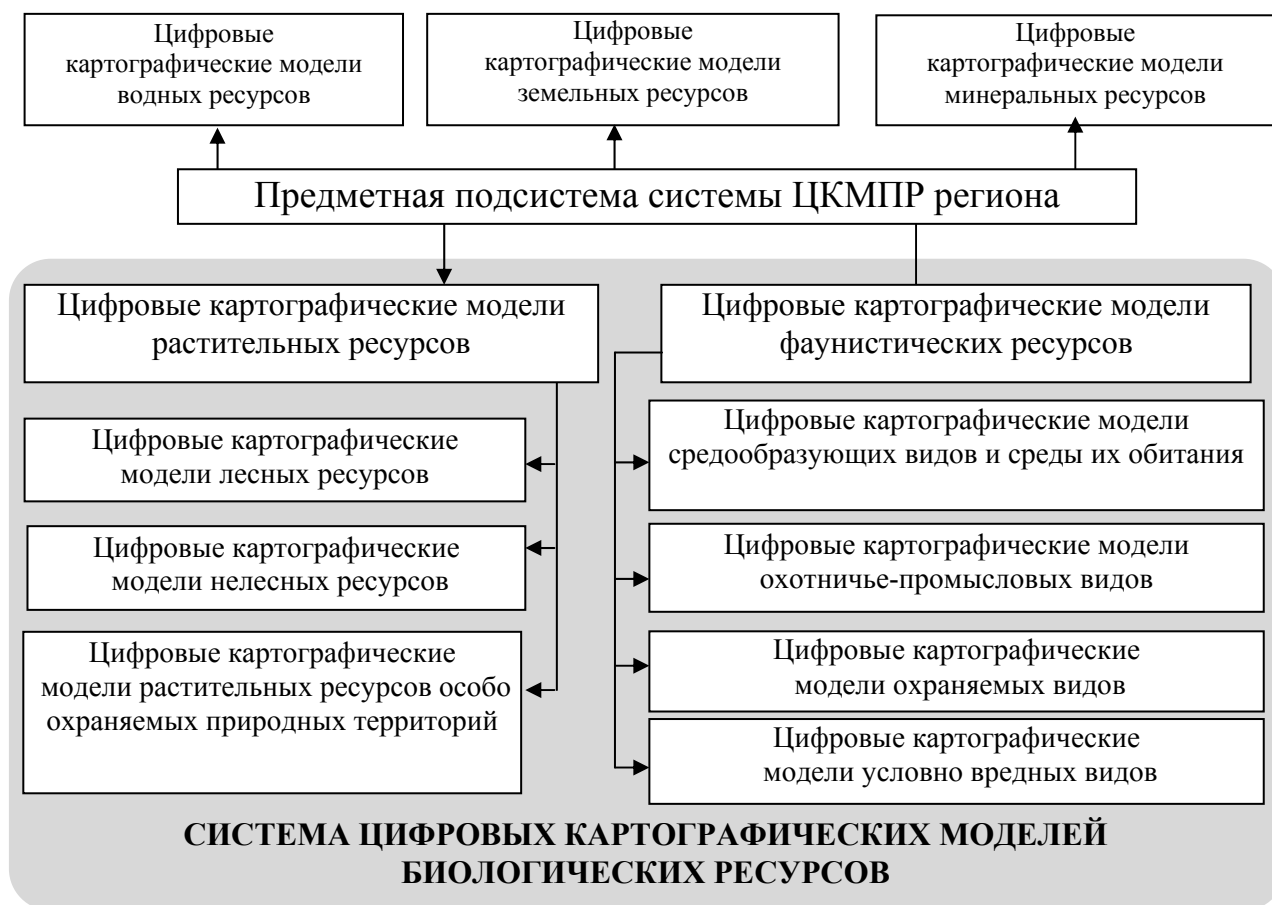 Цифровые
картографические модели
водных ресурсов
Цифровые
картографические модели
земельных ресурсов
Цифровые
картографические модели
минеральных ресурсов
Предметная подсистема системы ЦКМПР региона
Цифровые картографические модели
растительных ресурсов
Цифровые картографические
модели лесных ресурсов
Цифровые картографические
модели нелесных ресурсов
Цифровые картографические
модели растительных ресурсов особо
охраняемых природных территорий
Цифровые картографические модели
фаунистических ресурсов
Цифровые картографические модели
средообразующих видов и среды их обитания
Цифровые картографические модели
охотничье-промысловых видов
Цифровые картографические
модели охраняемых видов
Цифровые картографические
модели условно вредных видов
СИСТЕМА ЦИФРОВЫХ КАРТОГРАФИЧЕСКИХ МОДЕЛЕЙ
БИОЛОГИЧЕСКИХ РЕСУРСОВ